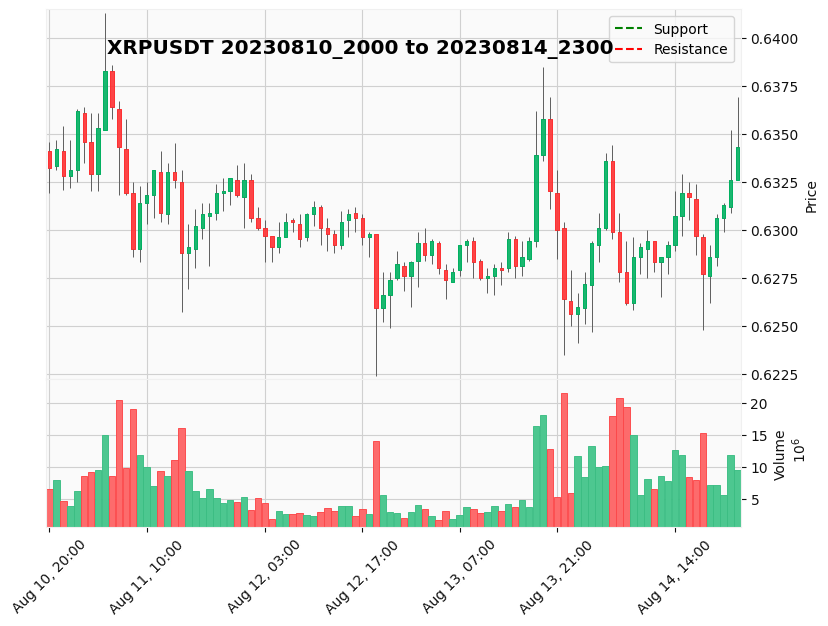 XRPUSDT 20230810_2000 to 20230814_2300
Support
Resistance
0.6400
0.6375
0.6350
0.6325
0.6300
0.6275
0.6250
0.6225
Price
20
15
10
5
Volume
10^6
Aug 10, 20:00
Aug 11, 10:00
Aug 12, 03:00
Aug 12, 17:00
Aug 13, 07:00
Aug 13, 21:00
Aug 14, 14:00